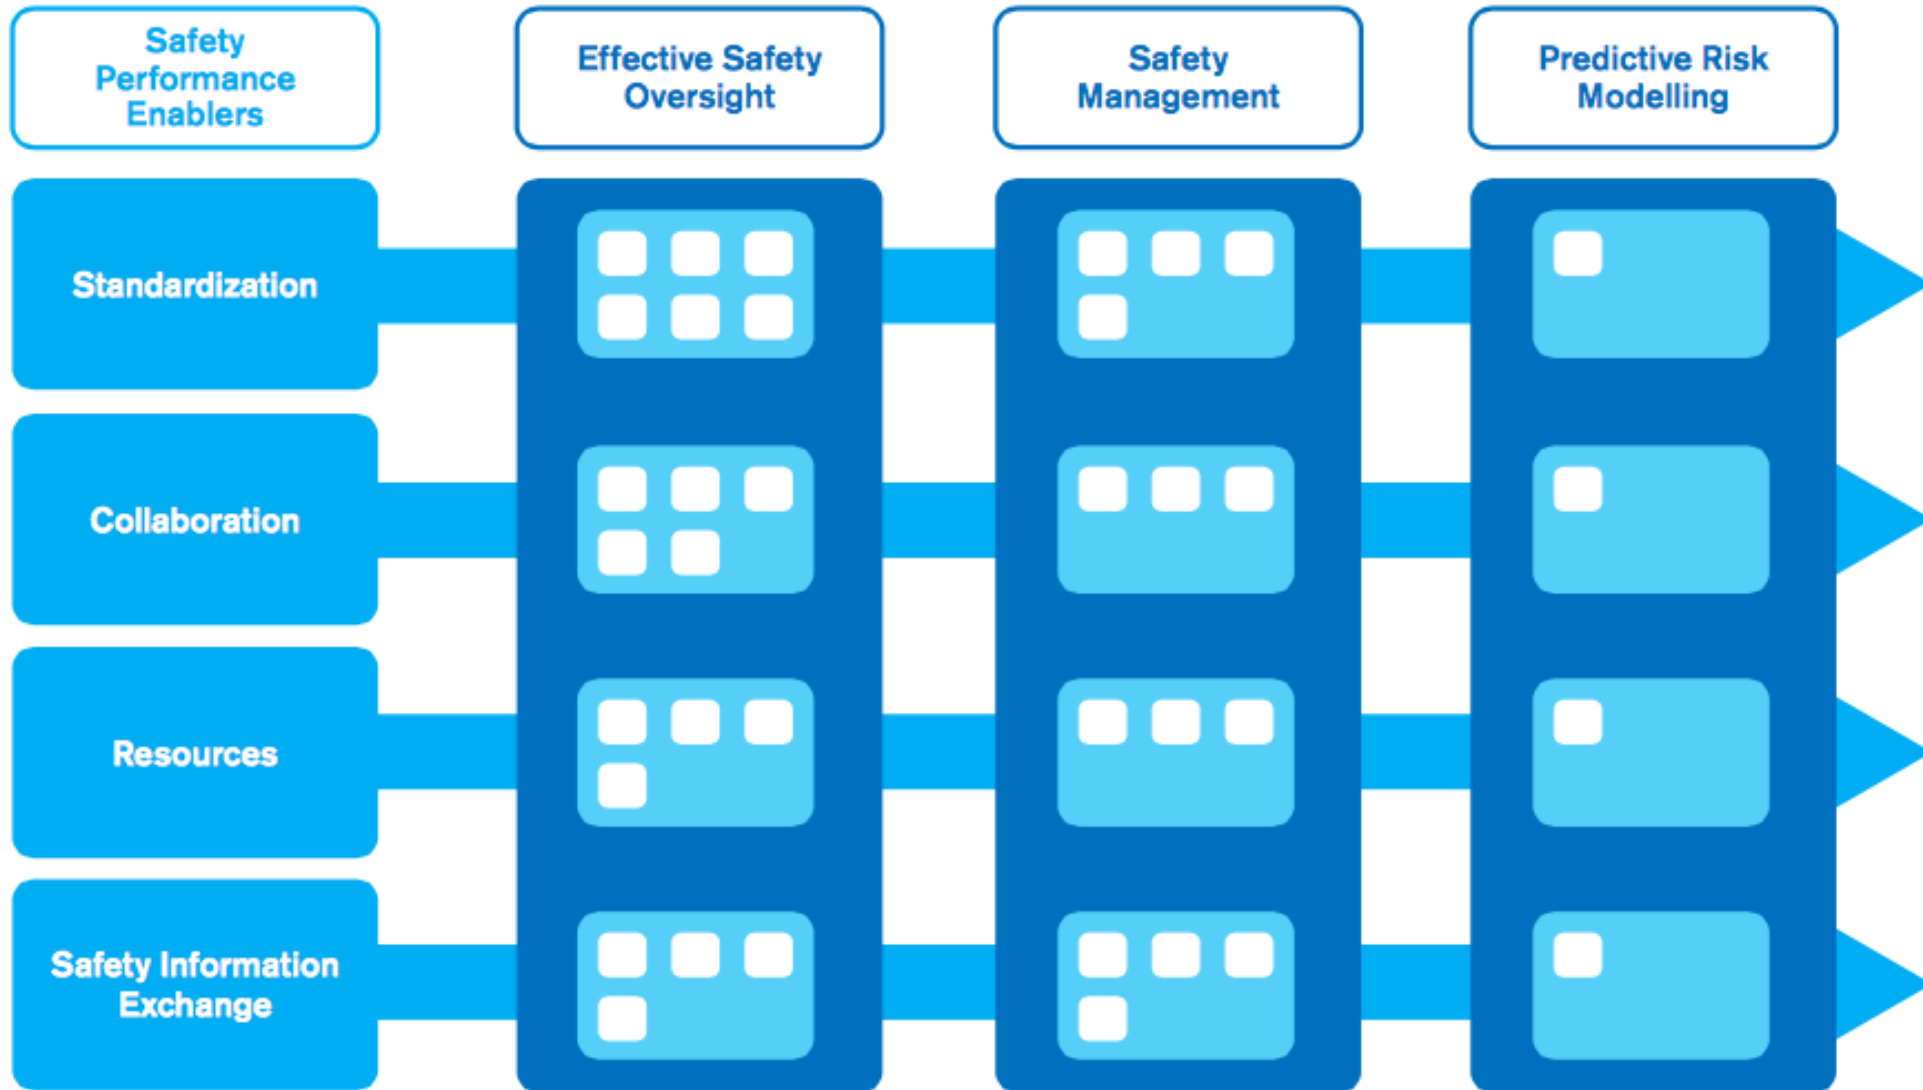 Safety
Performance
Enablers
Effective Safety
Oversight
Safety
Management
Predictive Risk
Modelling
Standardization
Collaboration
Resources
Safety Information
Exchange